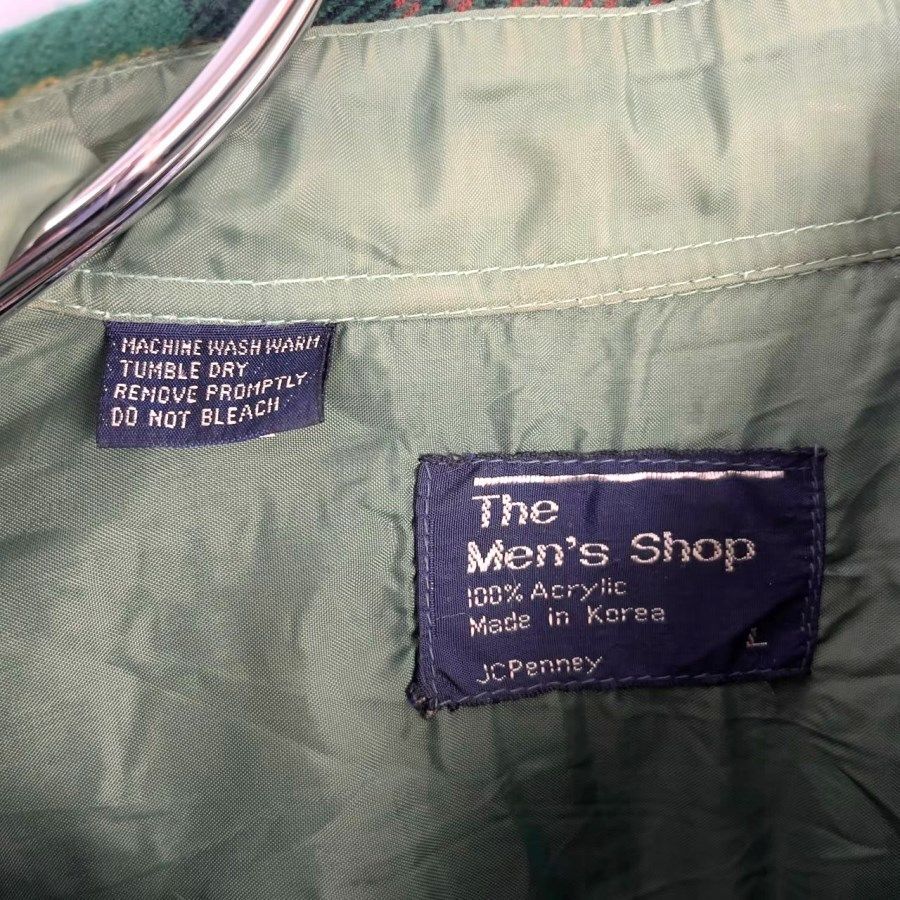 MACHINE WASH WARM
TUMBLE DRY
REMOVE PROMPTLY
DO NOT BLEACH
The
Men's Shop
100% Acrylic
Made in Korea
JCPenney